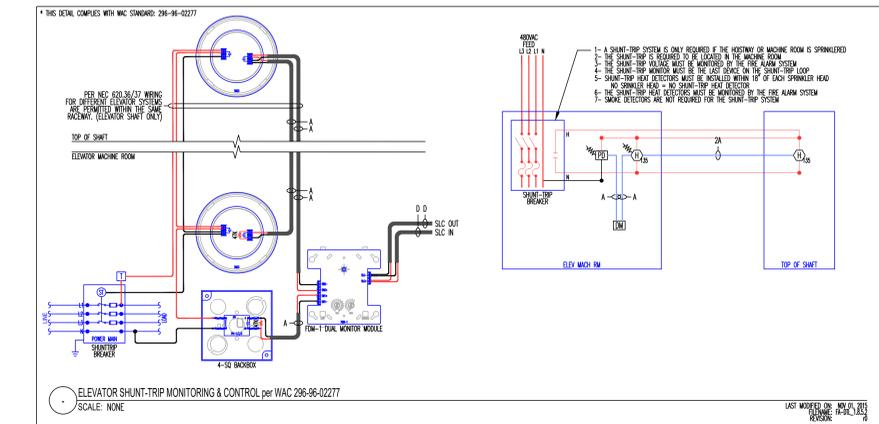 * THIS DETAIL COMPLIES WITH WAC STANDARD: 296-96-02277
PER NEC 620.36/37 WIRING
FOR DIFFERENT ELEVATOR SYSTEMS
ARE PERMITTED WITHIN THE SAME
RACEWAY. (ELEVATOR SHAFT ONLY)
A
A
TOP OF SHAFT
ELEVATOR MACHINE ROOM
A
A
D D
SLC OUT
SLC IN
T
ST
LINE
L1
L2
L3
N
LOAD
POWER MAIN
SHUNTTRIP
BREAKER
A
4-SQ BACKBOX
FDM-1 DUAL MONITOR MODULE
480VAC
FEED
L3 L2 L1 N
1- A SHUNT-TRIP SYSTEM IS ONLY REQUIRED IF THE HOISTWAY OR MACHINE ROOM IS SPRINKLERED
2- THE SHUNT-TRIP IS REQUIRED TO BE LOCATED IN THE MACHINE ROOM
3- THE SHUNT-TRIP VOLTAGE MUST BE MONITORED BY THE FIRE ALARM SYSTEM
4- THE SHUNT-TRIP MONITOR MUST BE THE LAST DEVICE ON THE SHUNT-TRIP LOOP
5- SHUNT-TRIP HEAT DETECTORS MUST BE INSTALLED WITHIN 18" OF EACH SPRINKLER HEAD
NO SRINKLER HEAD = NO SHUNT-TRIP HEAT DETECTOR
6- THE SHUNT-TRIP HEAT DETECTORS MUST BE MONITORED BY THE FIRE ALARM SYSTEM
7- SMOKE DETECTORS ARE NOT REQUIRED FOR THE SHUNT-TRIP SYSTEM
H
N
PD
H
135
2A
H
135
A
A
DM
SHUNT-TRIP
BREAKER
ELEV MACH RM
TOP OF SHAFT
ELEVATOR SHUNT-TRIP MONITORING & CONTROL per WAC 296-96-02277
SCALE: NONE
LAST MODIFIED ON: NOV 01, 2015
FILENAME: FA-DTL_1.8.5.2
REVISION: r0